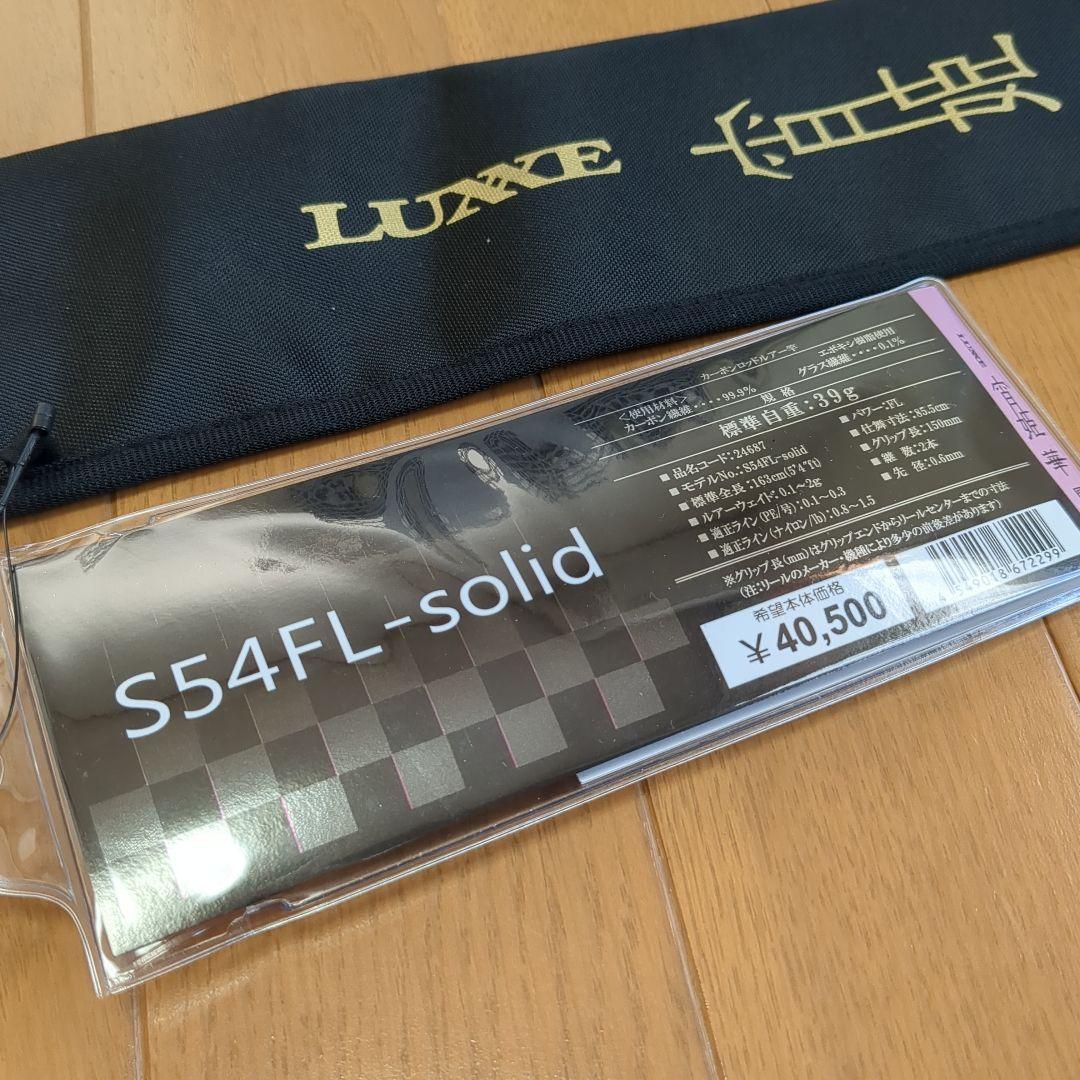 LUXXE
宵姫
LUXXE 宵姫 華
カーボンロッドルアー竿
<使用材料>
エポキシ樹脂使用
カーボン繊維‥‥99.9%
グラス繊維‥‥0.1%
規格
標準自重:39g
■品名コード:24687
■モデルNo.:S54FL-solid
■標準全長:163cm(5'4"ft)
■ルアーウェイト:0.1~2g
■適正ライン(PE/号):0.1~0.3
■適正ライン(ナイロン/lb):0.8~1.5
■パワー:FL
■仕舞寸法:85.5cm
■グリップ長:150mm
■継数:2本
■先径:0.6mm
※グリップ長(mm)はグリップエンドからリールセンターまでの寸法
(注:リールのメーカー・機種により多少の前後差があります)
S54FL-solid
希望本体価格
¥40,500
4 549018 672299